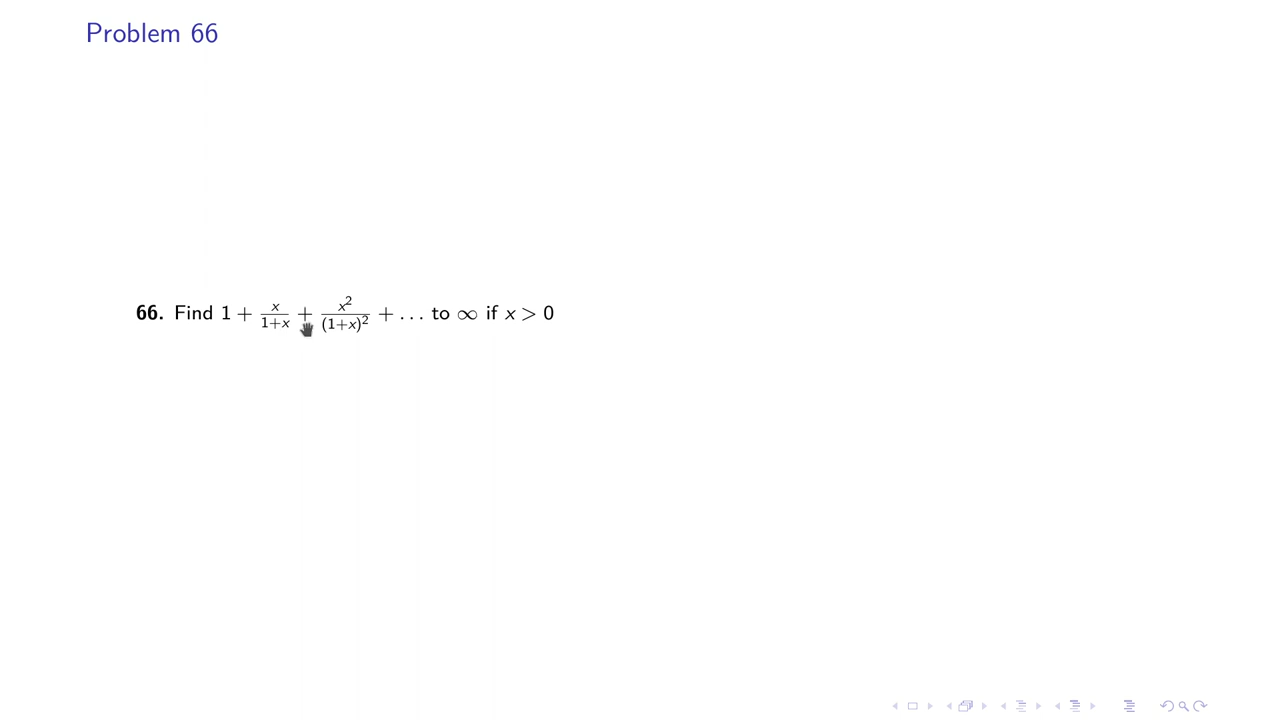 Problem 66
66. Find 1 + x/(1+x) + x²/(1+x)² + . . . to ∞ if x > 0